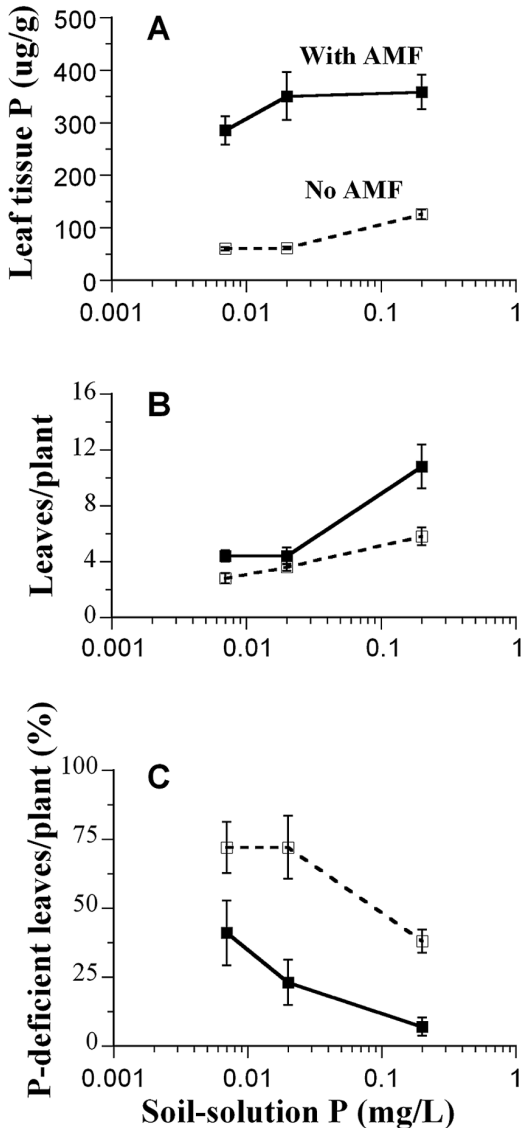 A
With AMF
No AMF
Leaf tissue P (ug/g)
500
400
300
200
100
0
0.001 0.01 0.1 1
B
Leaves/plant
16
12
8
4
0
0.001 0.01 0.1 1
C
P-deficient leaves/plant (%)
100
75
50
25
0
0.001 0.01 0.1 1
Soil-solution P (mg/L)